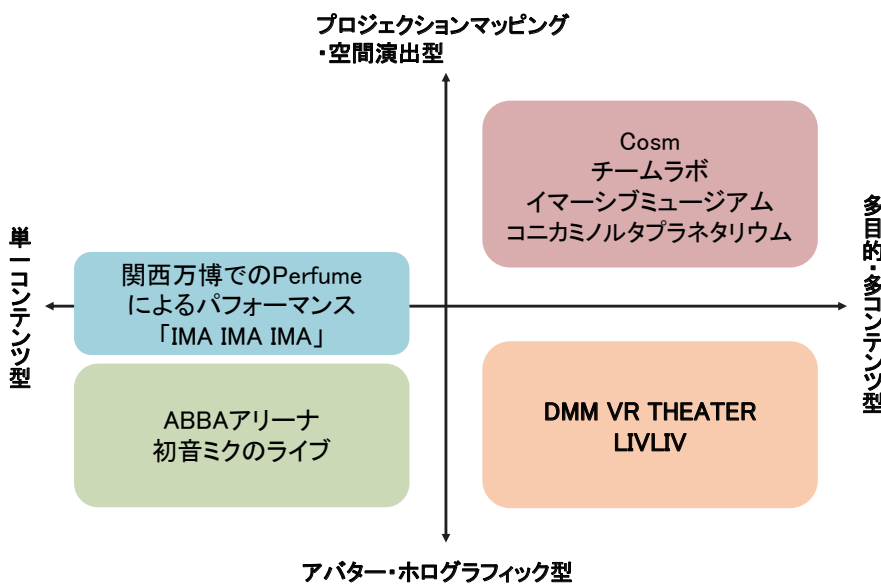 プロジェクションマッピング
・空間演出型
Cosm
チームラボ
イマーシブミュージアム
コニカミノルタプラネタリウム
単一コンテンツ型
多目的・多コンテンツ型
関西万博でのPerfume
によるパフォーマンス
「IMA IMA IMA」
ABBAアリーナ
初音ミクのライブ
DMM VR THEATER
LIVLIV
アバター・ホログラフィック型